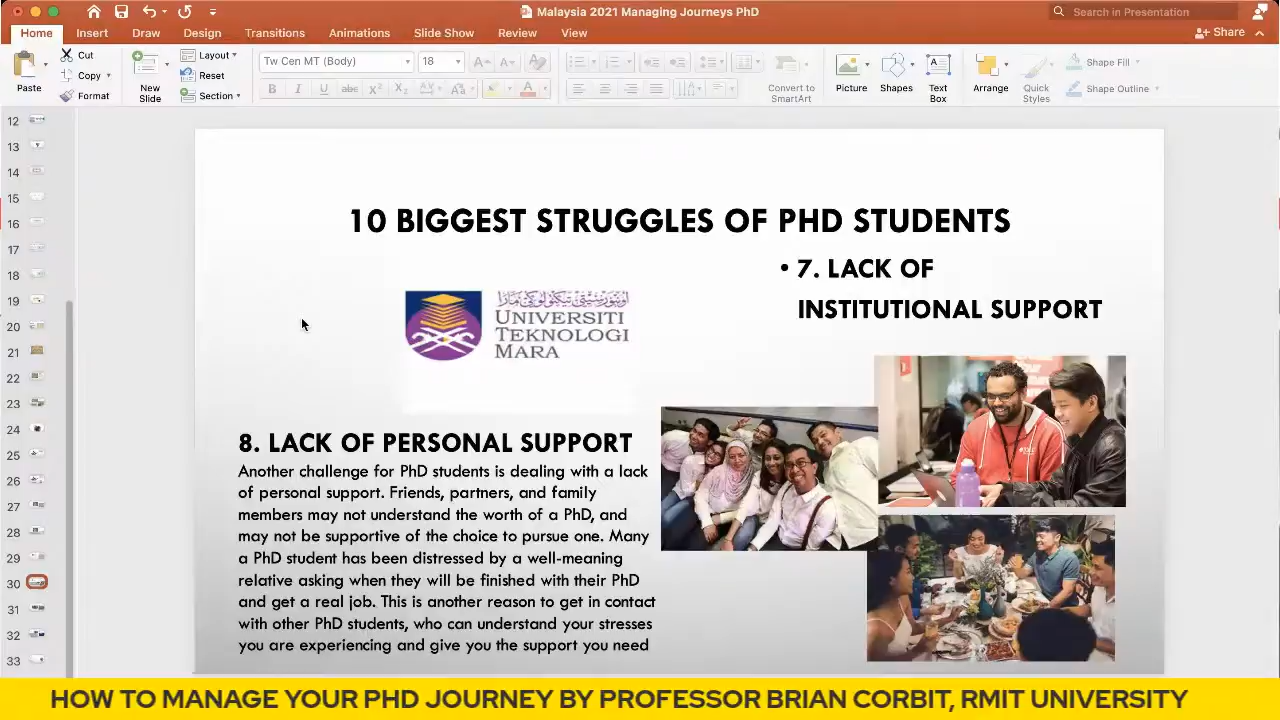 Malaysia 2021 Managing Journeys PhD
Search in Presentation
Home Insert Draw Design Transitions Animations Slide Show Review View
Share
Paste
Cut
Copy
Format
New
Slide
Layout
Reset
Section
Tw Cen MT (Body)
18
Convert to
SmartArt
Picture
Shapes
Text
Box
Arrange
Quick
Styles
Shape Fill
Shape Outline
12
13
14
15
16
17
18
19
20
21
22
23
24
25
26
27
28
29
30
31
32
33
10 BIGGEST STRUGGLES OF PHD STUDENTS
• 7. LACK OF
INSTITUTIONAL SUPPORT
اونيۏرسيتي تيكنولوڬي مارا
UNIVERSITI
TEKNOLOGI
MARA
8. LACK OF PERSONAL SUPPORT
Another challenge for PhD students is dealing with a lack
of personal support. Friends, partners, and family
members may not understand the worth of a PhD, and
may not be supportive of the choice to pursue one. Many
a PhD student has been distressed by a well-meaning
relative asking when they will be finished with their PhD
and get a real job. This is another reason to get in contact
with other PhD students, who can understand your stresses
you are experiencing and give you the support you need
HOW TO MANAGE YOUR PHD JOURNEY BY PROFESSOR BRIAN CORBIT, RMIT UNIVERSITY